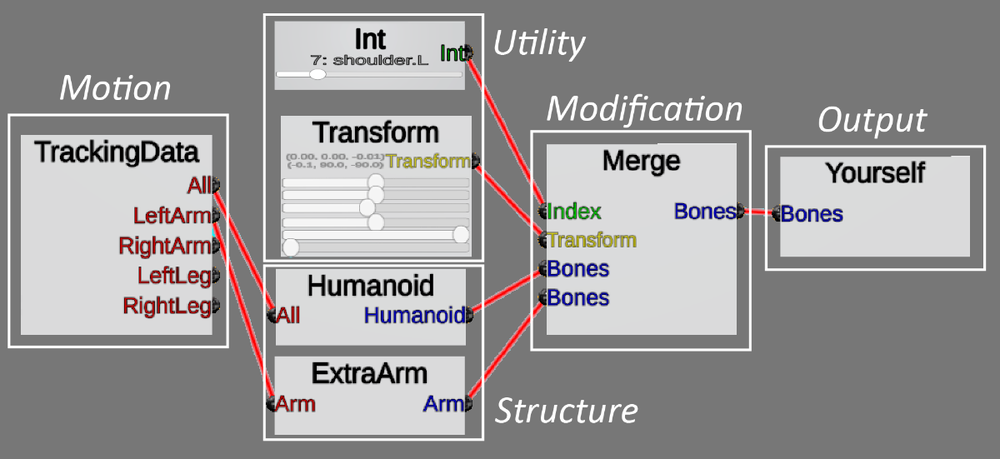 Motion
TrackingData
All
LeftArm
RightArm
LeftLeg
RightLeg
Utility
Int
Int
7: shoulder.L
Transform
(0.00, 0.00, -0.01)
(-0.1, 90.0, -90.0)
Transform
Humanoid
All
Humanoid
ExtraArm
Arm
Arm
Structure
Modification
Merge
Index
Bones
Transform
Bones
Bones
Output
Yourself
Bones